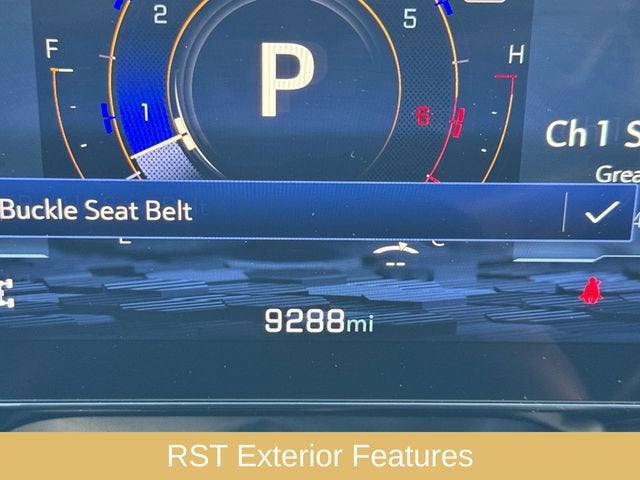 2
5
F
P
H
1
6
Ch 1 S
Grea
Buckle Seat Belt
9288mi
RST Exterior Features